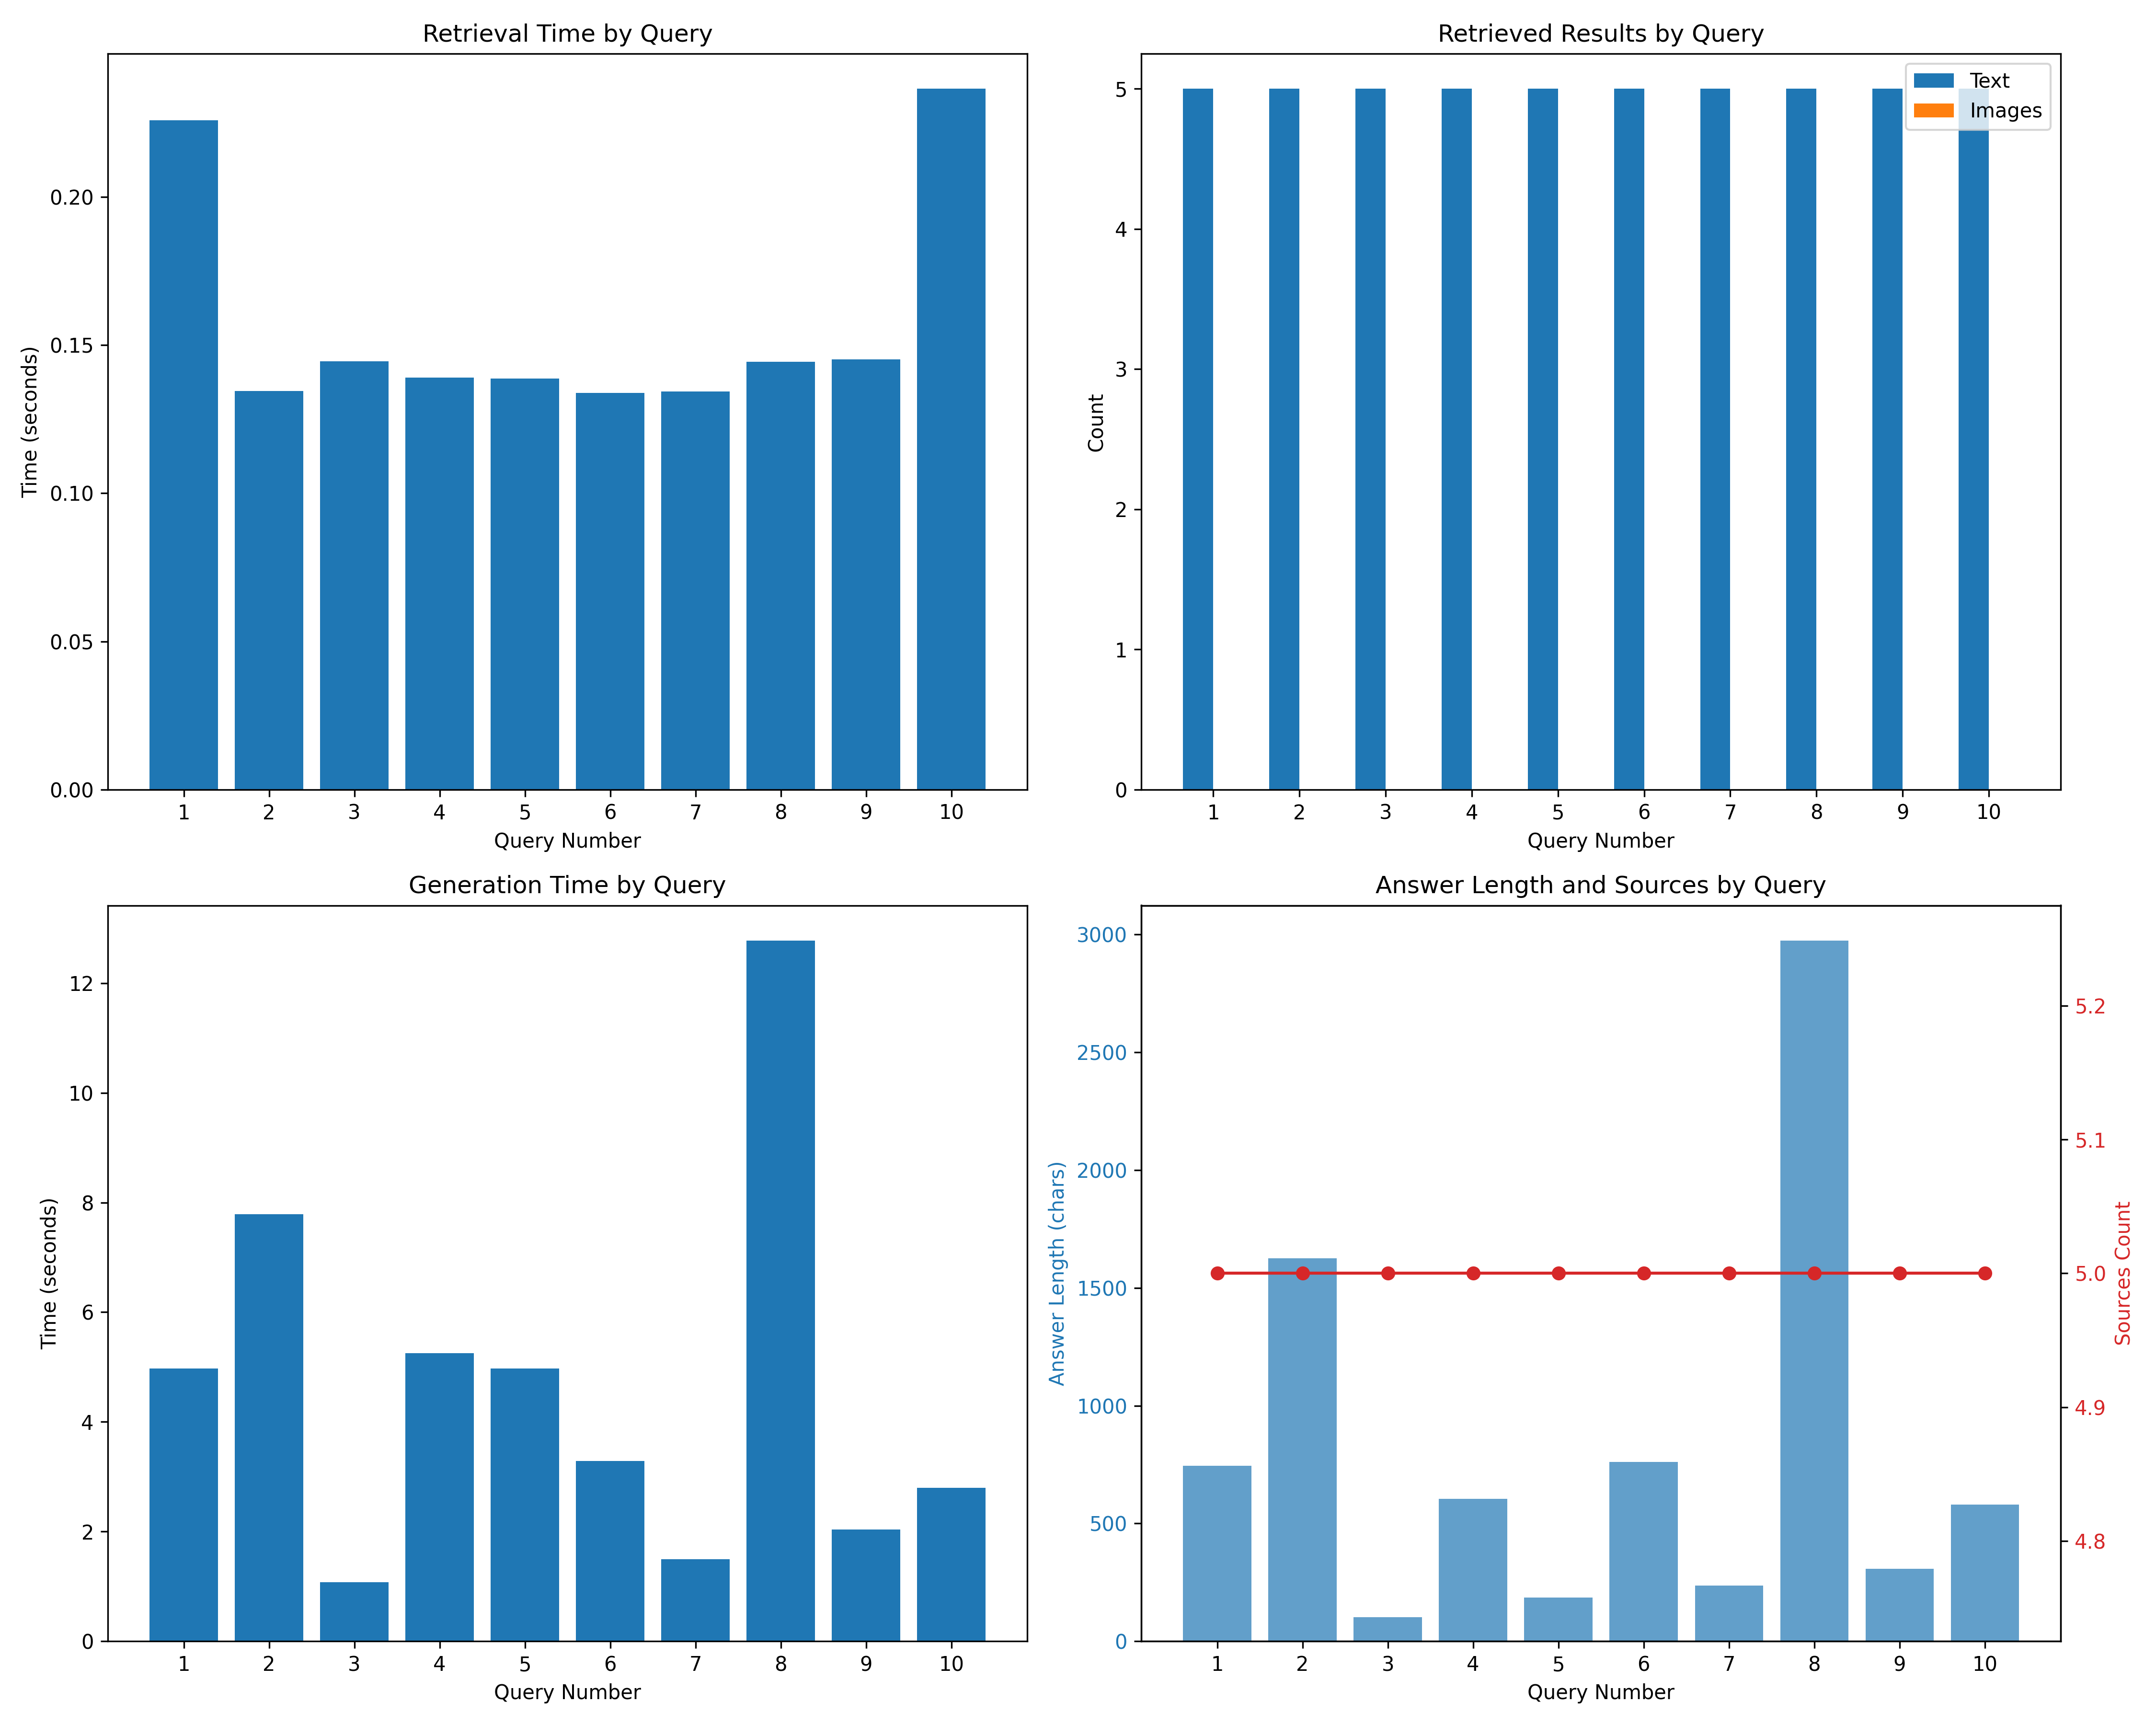 Retrieval Time by Query
Time (seconds)
0.20
0.15
0.10
0.05
0.00
1 2 3 4 5 6 7 8 9 10
Query Number
Retrieved Results by Query
Text
Images
Count
5
4
3
2
1
0
1 2 3 4 5 6 7 8 9 10
Query Number
Generation Time by Query
Time (seconds)
12
10
8
6
4
2
0
1 2 3 4 5 6 7 8 9 10
Query Number
Answer Length and Sources by Query
Answer Length (chars)
3000
2500
2000
1500
1000
500
0
1 2 3 4 5 6 7 8 9 10
Query Number
5.2
5.1
5.0
4.9
4.8
Sources Count